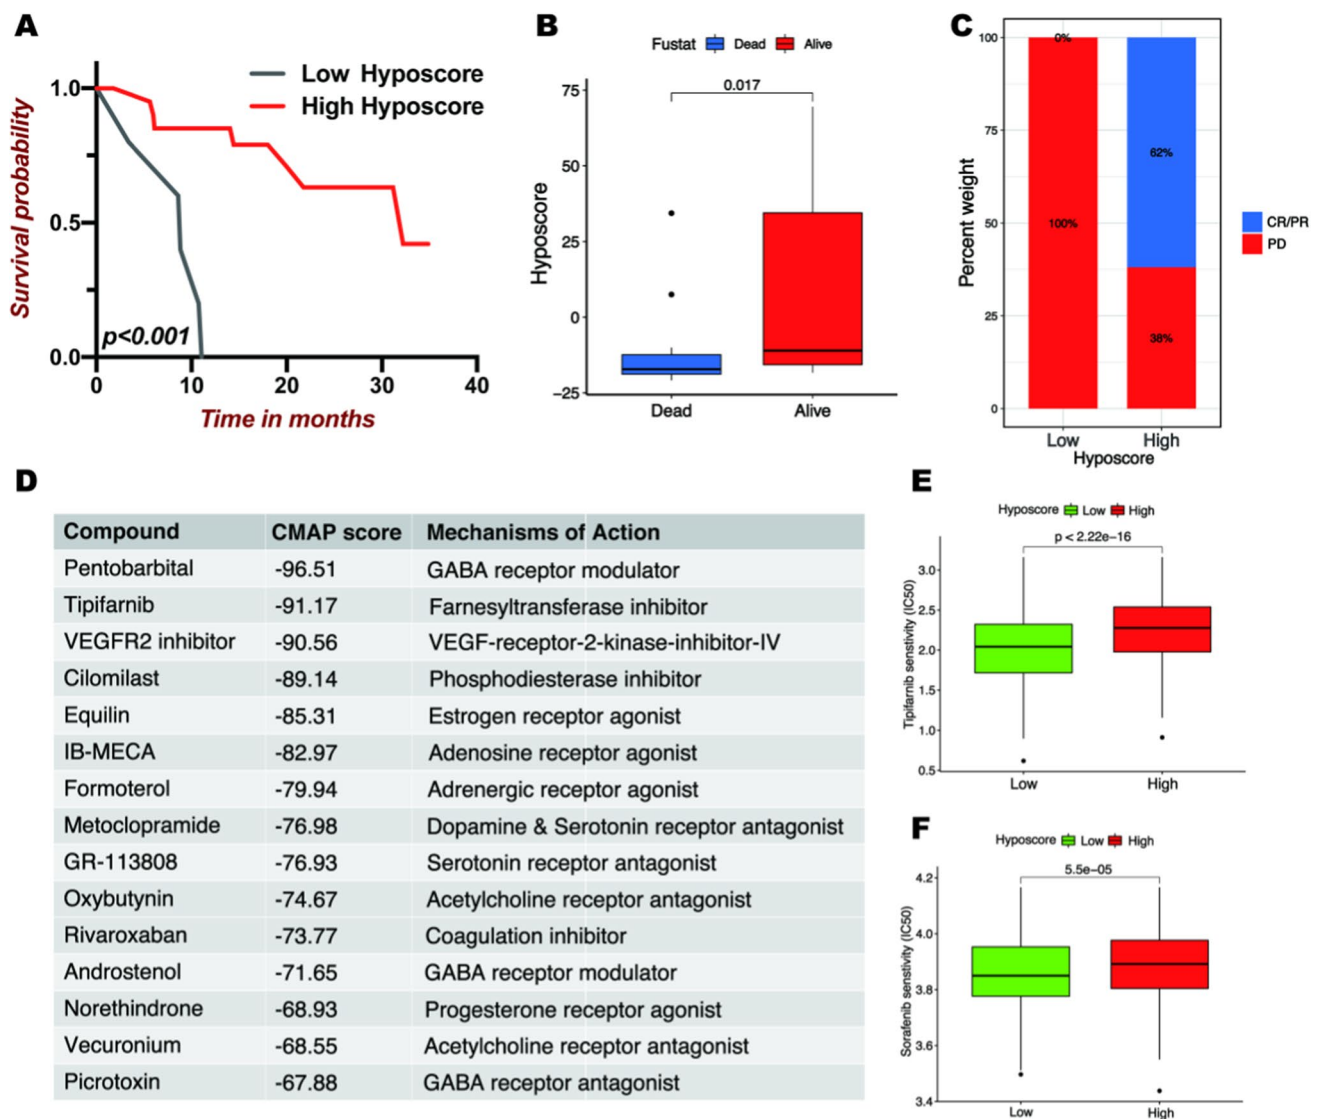 A
Low Hyposcore
High Hyposcore
Survival probability
1.0
0.5
0.0
p<0.001
0 10 20 30 40
Time in months
B
Fustat Dead Alive
0.017
Hyposcore
75
50
25
0
−25
Dead Alive
C
Percent weight
100
75
50
25
0
0%
100%
62%
38%
Low High
Hyposcore
CR/PR
PD
D
Compound CMAP score Mechanisms of Action
Pentobarbital -96.51 GABA receptor modulator
Tipifarnib -91.17 Farnesyltransferase inhibitor
VEGFR2 inhibitor -90.56 VEGF-receptor-2-kinase-inhibitor-IV
Cilomilast -89.14 Phosphodiesterase inhibitor
Equilin -85.31 Estrogen receptor agonist
IB-MECA -82.97 Adenosine receptor agonist
Formoterol -79.94 Adrenergic receptor agonist
Metoclopramide -76.98 Dopamine & Serotonin receptor antagonist
GR-113808 -76.93 Serotonin receptor antagonist
Oxybutynin -74.67 Acetylcholine receptor antagonist
Rivaroxaban -73.77 Coagulation inhibitor
Androstenol -71.65 GABA receptor modulator
Norethindrone -68.93 Progesterone receptor agonist
Vecuronium -68.55 Acetylcholine receptor antagonist
Picrotoxin -67.88 GABA receptor antagonist
E
Hyposcore Low High
p < 2.22e−16
Tipifarnib senstivity (IC50)
3.0
2.5
2.0
1.5
1.0
0.5
Low High
F
Hyposcore Low High
5.5e−05
Sorafenib senstivity (IC50)
4.2
4.0
3.8
3.6
3.4
Low High